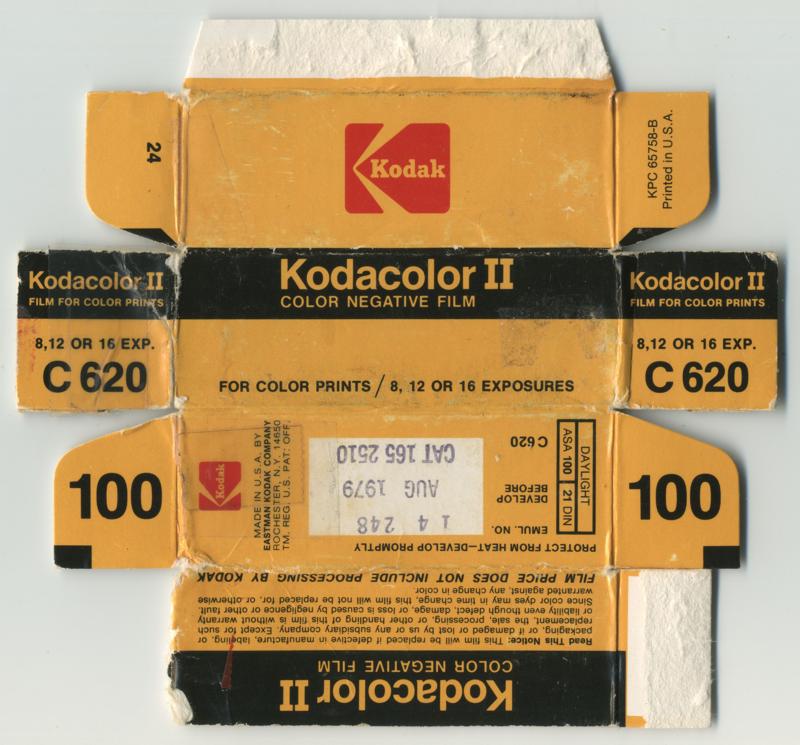 24
Kodak
KPC 65758-B
Printed in U.S.A.
Kodacolor II
FILM FOR COLOR PRINTS
8,12 OR 16 EXP.
C 620
Kodacolor II
COLOR NEGATIVE FILM
FOR COLOR PRINTS / 8, 12 OR 16 EXPOSURES
Kodacolor II
FILM FOR COLOR PRINTS
8,12 OR 16 EXP.
C 620
100
Kodak
MADE IN U.S.A. BY
EASTMAN KODAK COMPANY
ROCHESTER, N.Y. 14650
TM. REG. U.S. PAT. OFF.
PROTECT FROM HEAT—DEVELOP PROMPTLY
EMUL. NO.
14 248
DEVELOP
BEFORE
AUG 1979
C 620
CAT 165 2510
DAYLIGHT
ASA 100 21 DIN
100
Kodacolor II
COLOR NEGATIVE FILM
Read This Notice: This film will be replaced if defective in manufacture, labeling, or
packaging, or if damaged or lost by us or any subsidiary company. Except for such
replacement, the sale, processing, or other handling of this film is without warranty
or liability even though defect, damage, or loss is caused by negligence or other fault.
Since color dyes may in time change, this film will not be replaced for, or otherwise
warranted against, any change in color.
FILM PRICE DOES NOT INCLUDE PROCESSING BY KODAK